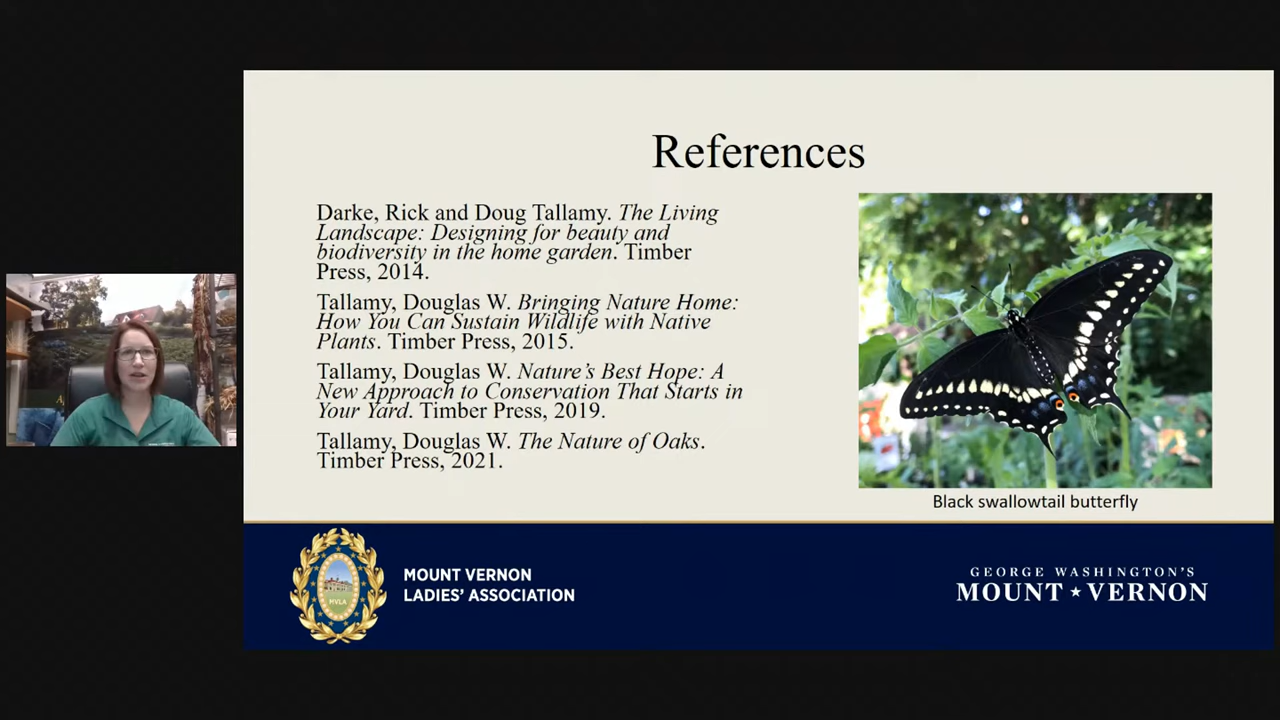 References
Darke, Rick and Doug Tallamy. The Living
Landscape: Designing for beauty and
biodiversity in the home garden. Timber
Press, 2014.
Tallamy, Douglas W. Bringing Nature Home:
How You Can Sustain Wildlife with Native
Plants. Timber Press, 2015.
Tallamy, Douglas W. Nature’s Best Hope: A
New Approach to Conservation That Starts in
Your Yard. Timber Press, 2019.
Tallamy, Douglas W. The Nature of Oaks.
Timber Press, 2021.
Black swallowtail butterfly
MVLA
MOUNT VERNON
LADIES’ ASSOCIATION
GEORGE WASHINGTON’S
MOUNT★VERNON